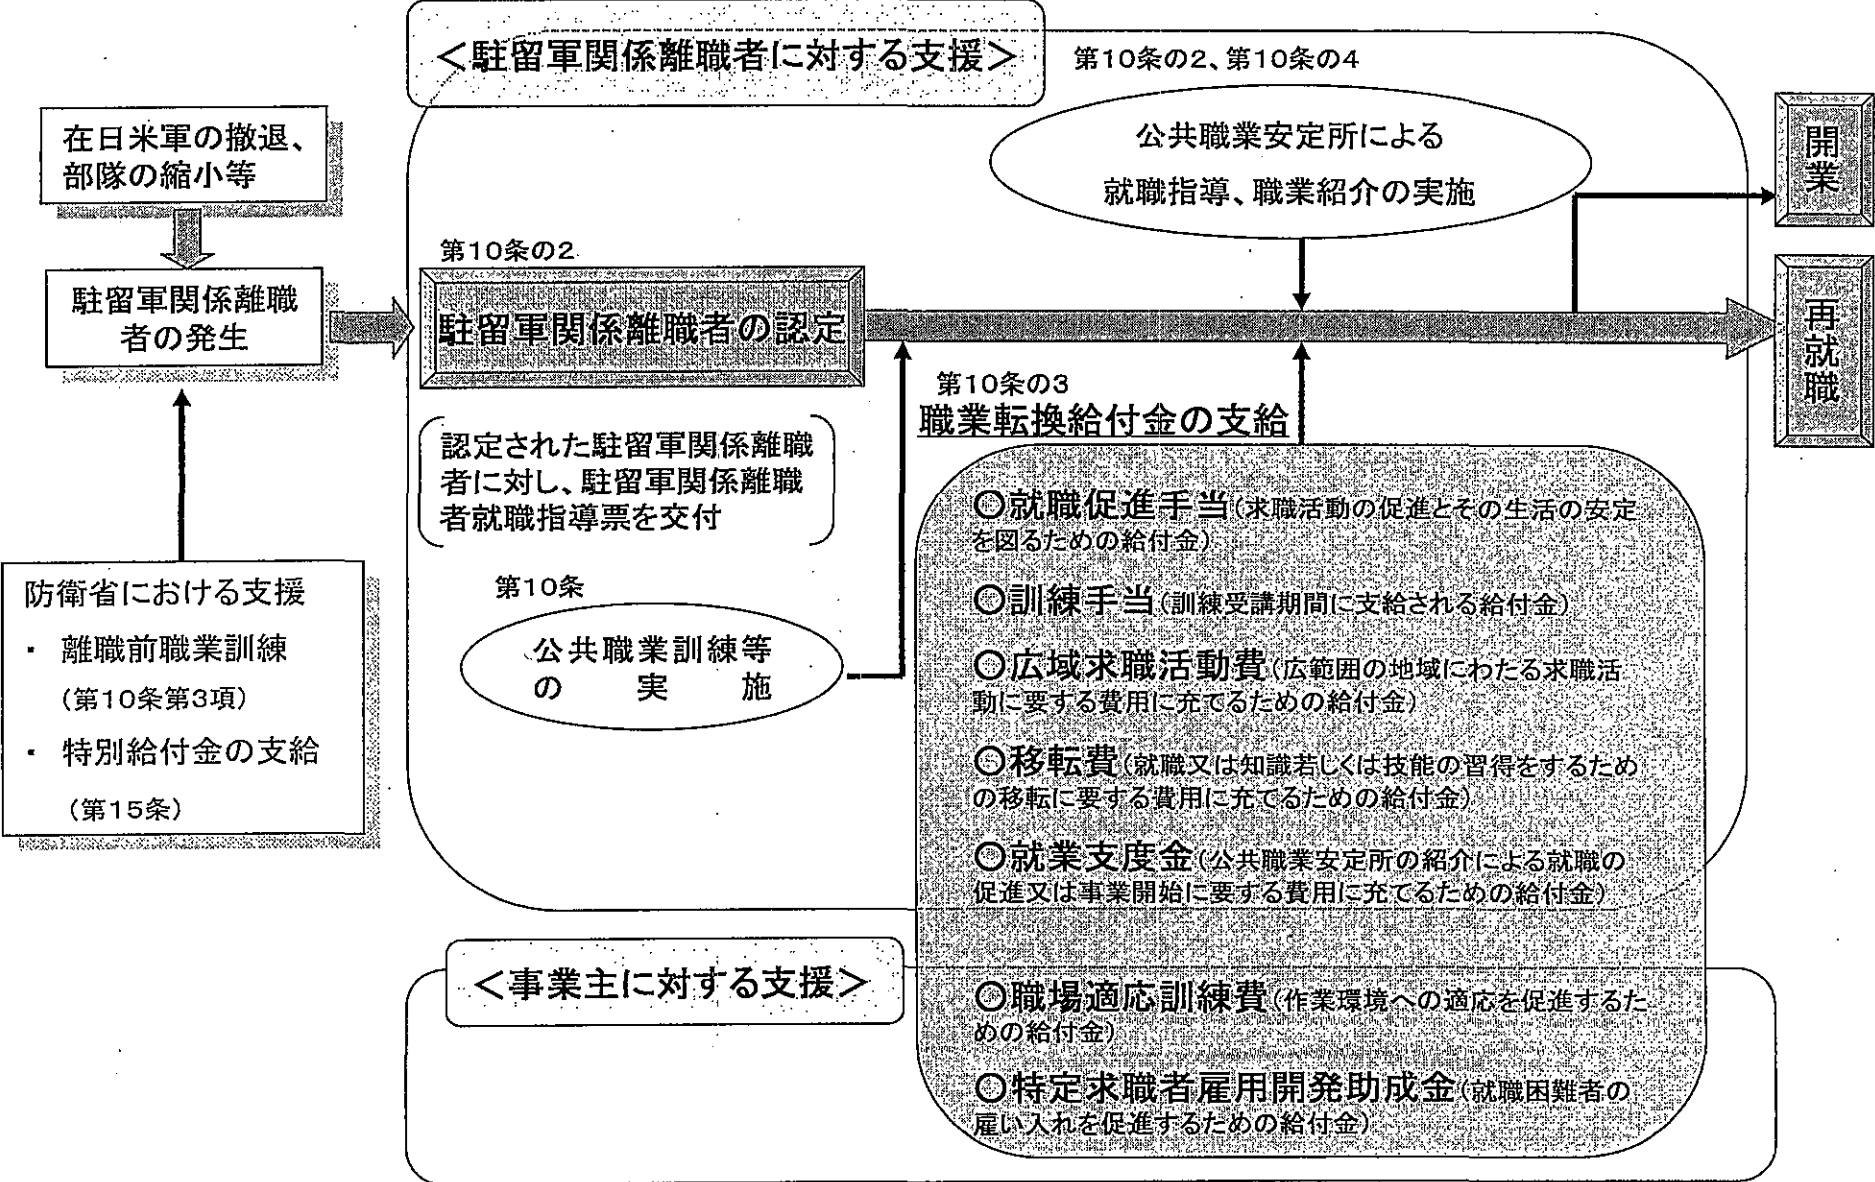 ＜駐留軍関係離職者に対する支援＞
第10条の2、第10条の4
在日米軍の撤退、
部隊の縮小等
公共職業安定所による
就職指導、職業紹介の実施
開業
第10条の2
駐留軍関係離職
者の発生
駐留軍関係離職者の認定
再就職
第10条の3
職業転換給付金の支給
認定された駐留軍関係離職
者に対し、駐留軍関係離職
者就職指導票を交付
防衛省における支援
・ 離職前職業訓練
（第10条第3項）
・ 特別給付金の支給
（第15条）
第10条
公共職業訓練等
の実施
○就職促進手当（求職活動の促進とその生活の安定
を図るための給付金）
○訓練手当（訓練受講期間に支給される給付金）
○広域求職活動費（広範囲の地域にわたる求職活
動に要する費用に充てるための給付金）
○移転費（就職又は知識若しくは技能の習得をするため
の移転に要する費用に充てるための給付金）
○就業支度金（公共職業安定所の紹介による就職の
促進又は事業開始に要する費用に充てるための給付金）
＜事業主に対する支援＞
○職場適応訓練費（作業環境への適応を促進するた
めの給付金）
○特定求職者雇用開発助成金（就職困難者の
雇い入れを促進するための給付金）